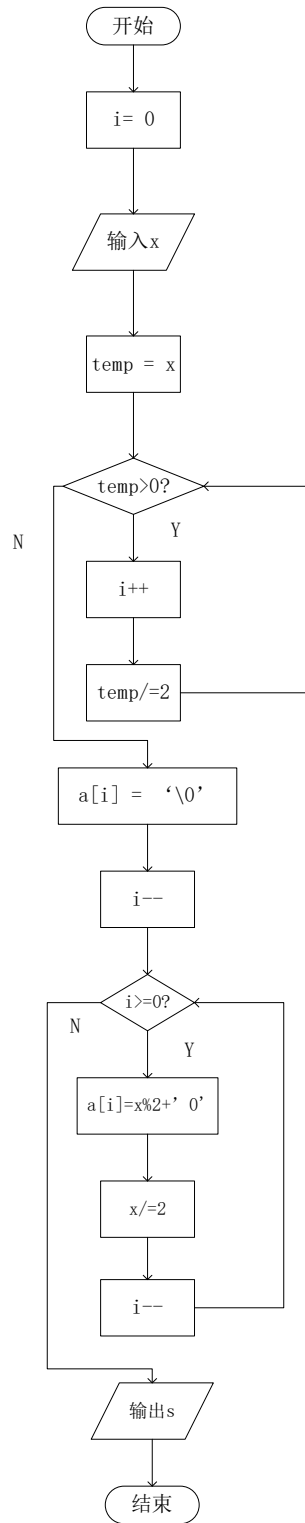 开始
i= 0
输入x
temp = x
temp>0?
N
Y
i++
temp/=2
a[i] = ‘\0’
i--
i>=0?
N
Y
a[i]=x%2+’0’
x/=2
i--
输出s
结束